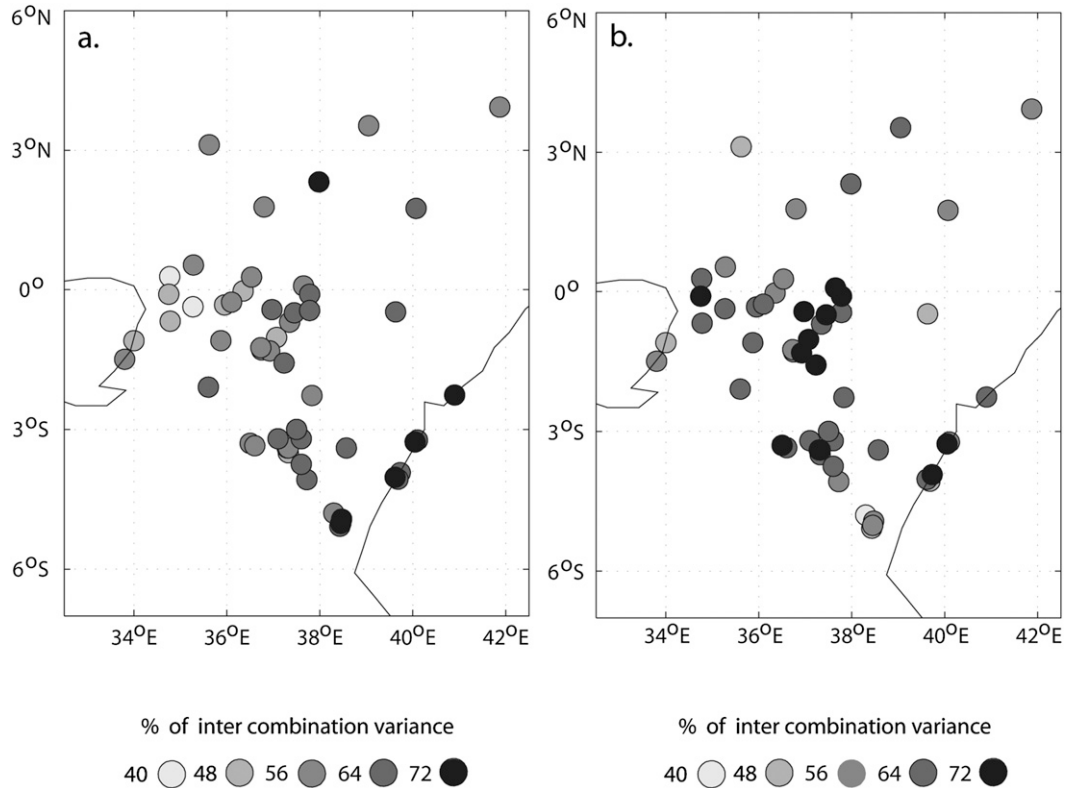 a.
6°N
3°N
0°
3°S
6°S
34°E 36°E 38°E 40°E 42°E
% of inter combination variance
40 48 56 64 72
b.
6°N
3°N
0°
3°S
6°S
34°E 36°E 38°E 40°E 42°E
% of inter combination variance
40 48 56 64 72